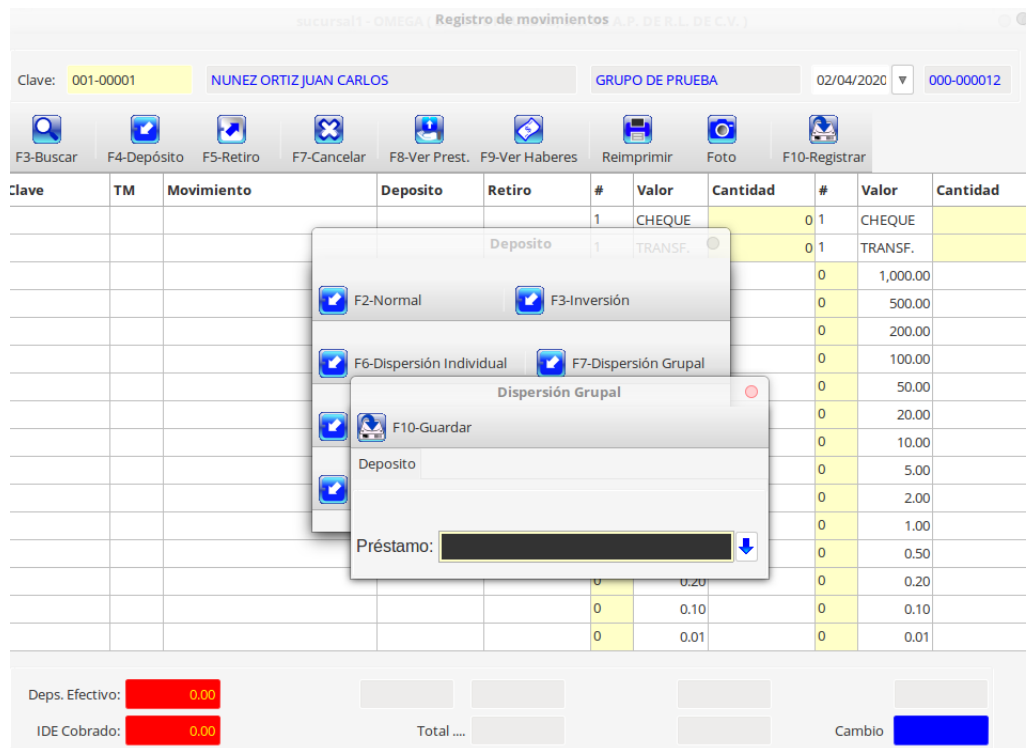 sucursal1- OMEGA ( Registro de movimientos A.P. DE R.L. DE C.V. )
Clave: 001-00001 NUNEZ ORTIZ JUAN CARLOS GRUPO DE PRUEBA 02/04/2020 000-000012
F3-Buscar F4-Depósito F5-Retiro F7-Cancelar F8-Ver Prest. F9-Ver Haberes Reimprimir Foto F10-Registrar
Clave TM Movimiento Deposito Retiro # Valor Cantidad # Valor Cantidad
1 CHEQUE 0 1 CHEQUE
Deposito 1 TRANSF. 0 1 TRANSF.
0 1,000.00
F2-Normal F3-Inversión 0 500.00
0 200.00
F6-Dispersión Individual F7-Dispersión Grupal 0 100.00
Dispersión Grupal 0 50.00
0 20.00
F10-Guardar 0 10.00
Deposito 0 5.00
0 2.00
0 1.00
Préstamo: 0 0.50
0 0.20 0 0.20
0 0.10 0 0.10
0 0.01 0 0.01
Deps. Efectivo: 0.00
IDE Cobrado: 0.00 Total .... Cambio